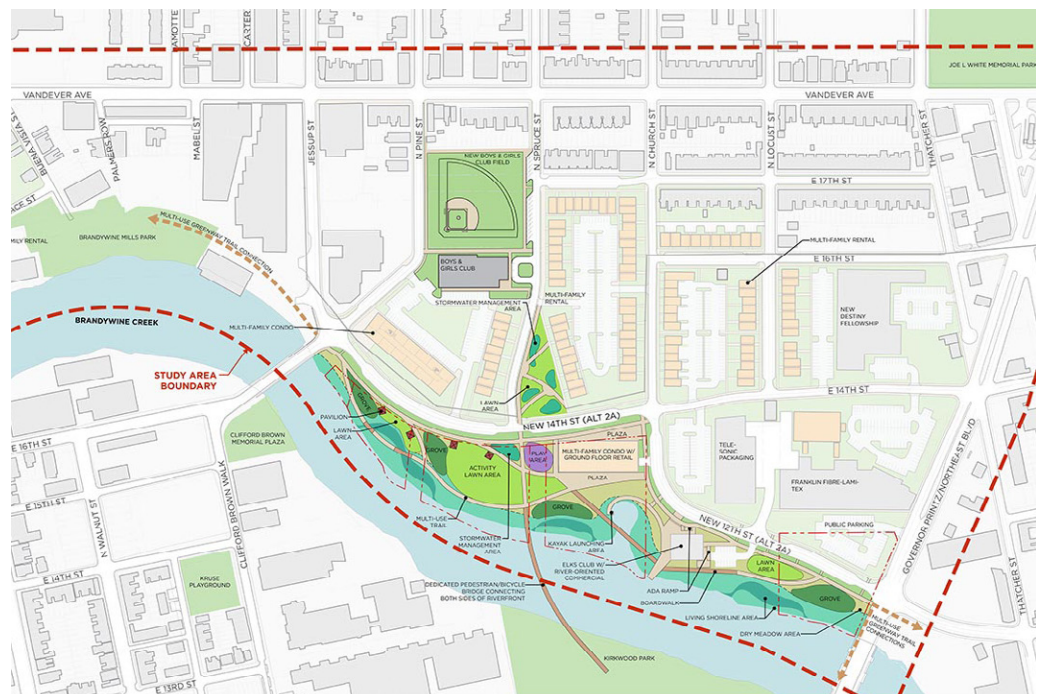 LAMOTTE
CARTER
JOE L WHITE MEMORIAL PARK
VANDEVER AVE
VANDEVER AVE
BUENA VISTA ST
PALMERS ROW
MABEL ST
JESSUP ST
N PINE ST
N SPRUCE ST
N CHURCH ST
N LOCUST ST
THATCHER ST
NEW BOYS & GIRLS
CLUB FIELD
E 17TH ST
ACE ST
MULTI-USE GREENWAY TRAIL CONNECTION
MILY RENTAL
BRANDYWINE MILLS PARK
MULTI-FAMILY RENTAL
E 16TH ST
BOYS &
GIRLS CLUB
STORMWATER MANAGEMENT
AREA
MULTI-FAMILY
RENTAL
NEW
DESTINY
FELLOWSHIP
BRANDYWINE CREEK
MULTI-FAMILY CONDO
STUDY AREA
BOUNDARY
LAWN
AREA
E 14TH ST
GROVE
PAVILION
LAWN
AREA
NEW 14TH ST (ALT 2A)
PLAZA
CLIFFORD BROWN
MEMORIAL PLAZA
E 16TH ST
GROVE
PLAY
AREA
MULTI-FAMILY CONDO W/
GROUND FLOOR RETAIL
TELE-
SONIC
PACKAGING
ACTIVITY
LAWN AREA
PLAZA
FRANKLIN FIBRE-LAMI-
TEX
GOVERNOR PRINTZ/NORTHEAST BLVD
E 15TH ST
N WALNUT ST
CLIFFORD BROWN WALK
MULTI-USE
TRAIL
GROVE
NEW 12TH ST (ALT 2A)
PUBLIC PARKING
STORMWATER
MANAGEMENT
AREA
KAYAK LAUNCHING
AREA
ELKS CLUB W/
RIVER-ORIENTED
COMMERCIAL
LAWN
AREA
E 14TH ST
KRUSE
PLAYGROUND
DEDICATED PEDESTRIAN/BICYCLE
BRIDGE CONNECTING
BOTH SIDES OF RIVERFRONT
ADA RAMP
BOARDWALK
GROVE
THATCHER ST
LIVING SHORELINE AREA
DRY MEADOW AREA
MULTI-USE
GREENWAY TRAIL
CONNECTIONS
KIRKWOOD PARK
E 13RD ST